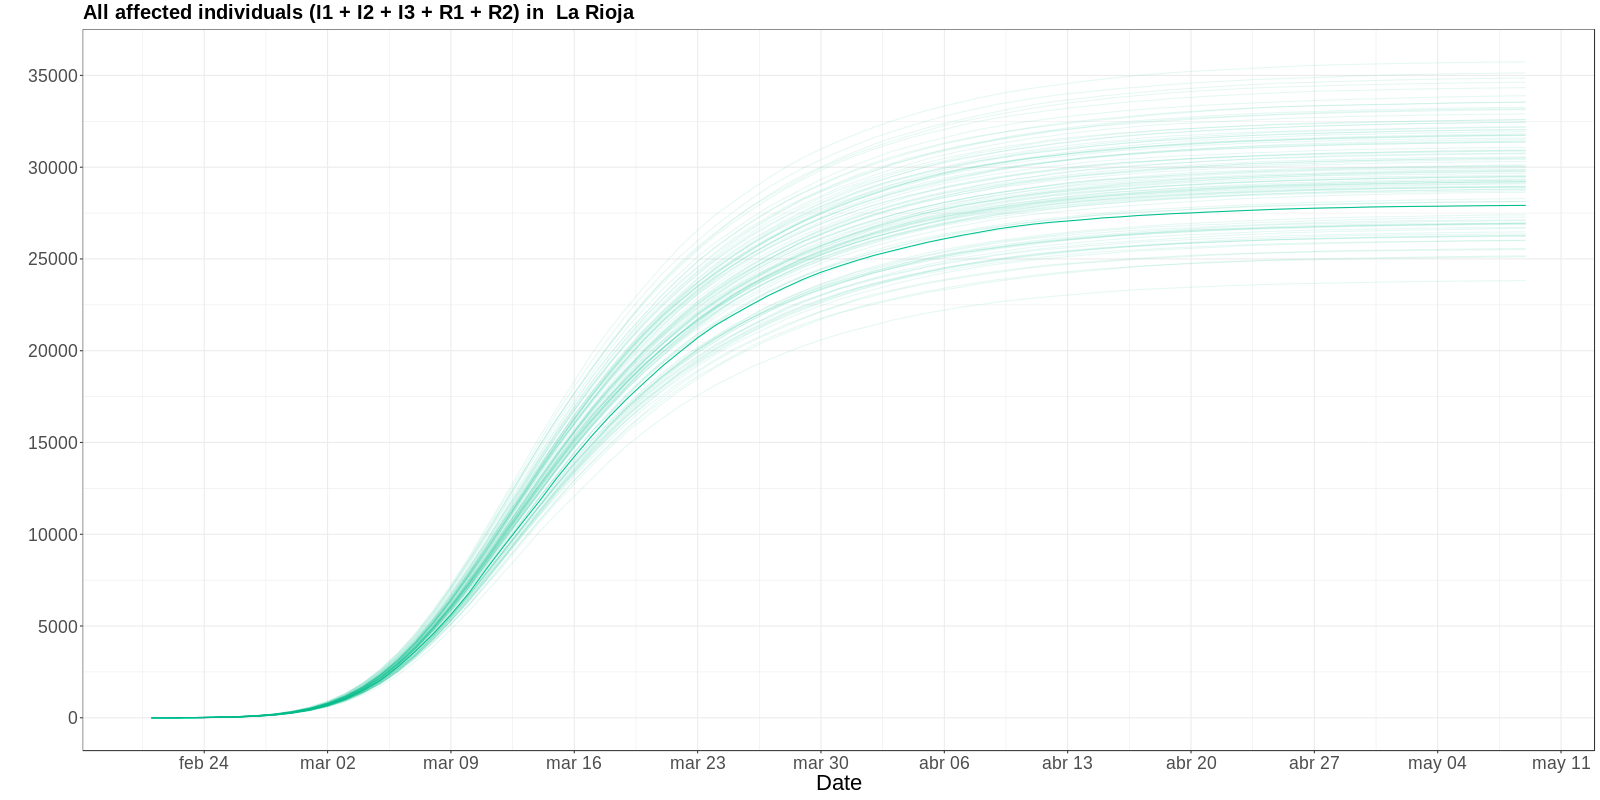 All affected individuals (I1 + I2 + I3 + R1 + R2) in  La Rioja
35000
30000
25000
20000
15000
10000
5000
0
feb 24 mar 02 mar 09 mar 16 mar 23 mar 30 abr 06 abr 13 abr 20 abr 27 may 04 may 11
Date